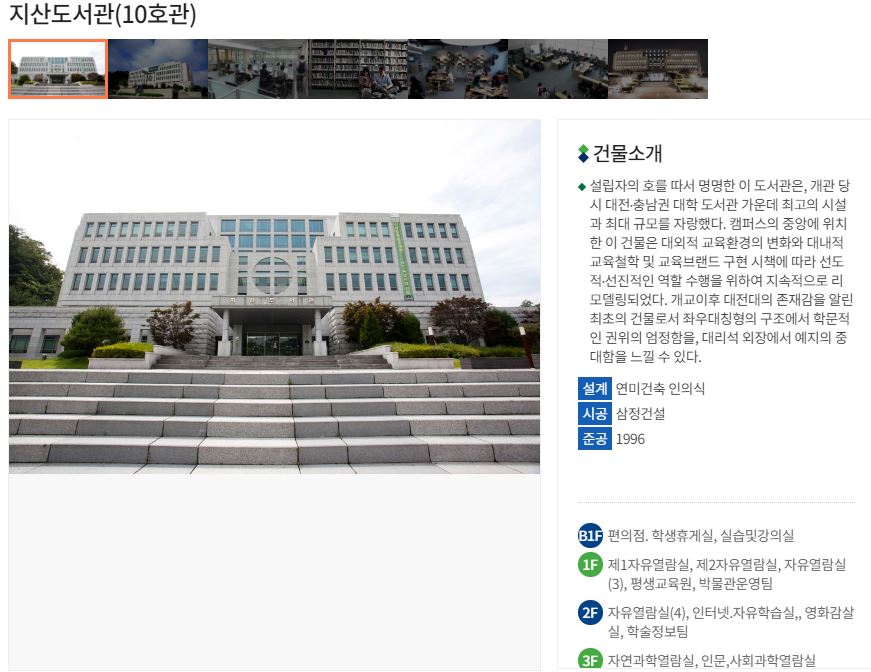 지산도서관(10호관)
지산도서관
건물소개
설립자의 호를 따서 명명한 이 도서관은, 개관 당
시 대전·충남권 대학 도서관 가운데 최고의 시설
과 최대 규모를 자랑했다. 캠퍼스의 중앙에 위치
한 이 건물은 대외적 교육환경의 변화와 대내적
교육철학 및 교육브랜드 구현 시책에 따라 선도
적·선진적인 역할 수행을 위하여 지속적으로 리
모델링되었다. 개교이후 대전대의 존재감을 알린
최초의 건물로서 좌우대칭형의 구조에서 학문적
인 권위의 엄정함을, 대리석 외장에서 예지의 중
대함을 느낄 수 있다.
설계 연미건축 인의식
시공 삼정건설
준공 1996
B1F 편의점. 학생휴게실, 실습및강의실
1F 제1자유열람실, 제2자유열람실, 자유열람실
(3), 평생교육원, 박물관운영팀
2F 자유열람실(4), 인터넷.자유학습실,, 영화감상
실, 학술정보팀
3F 자연과학열람실, 인문,사회과학열람실